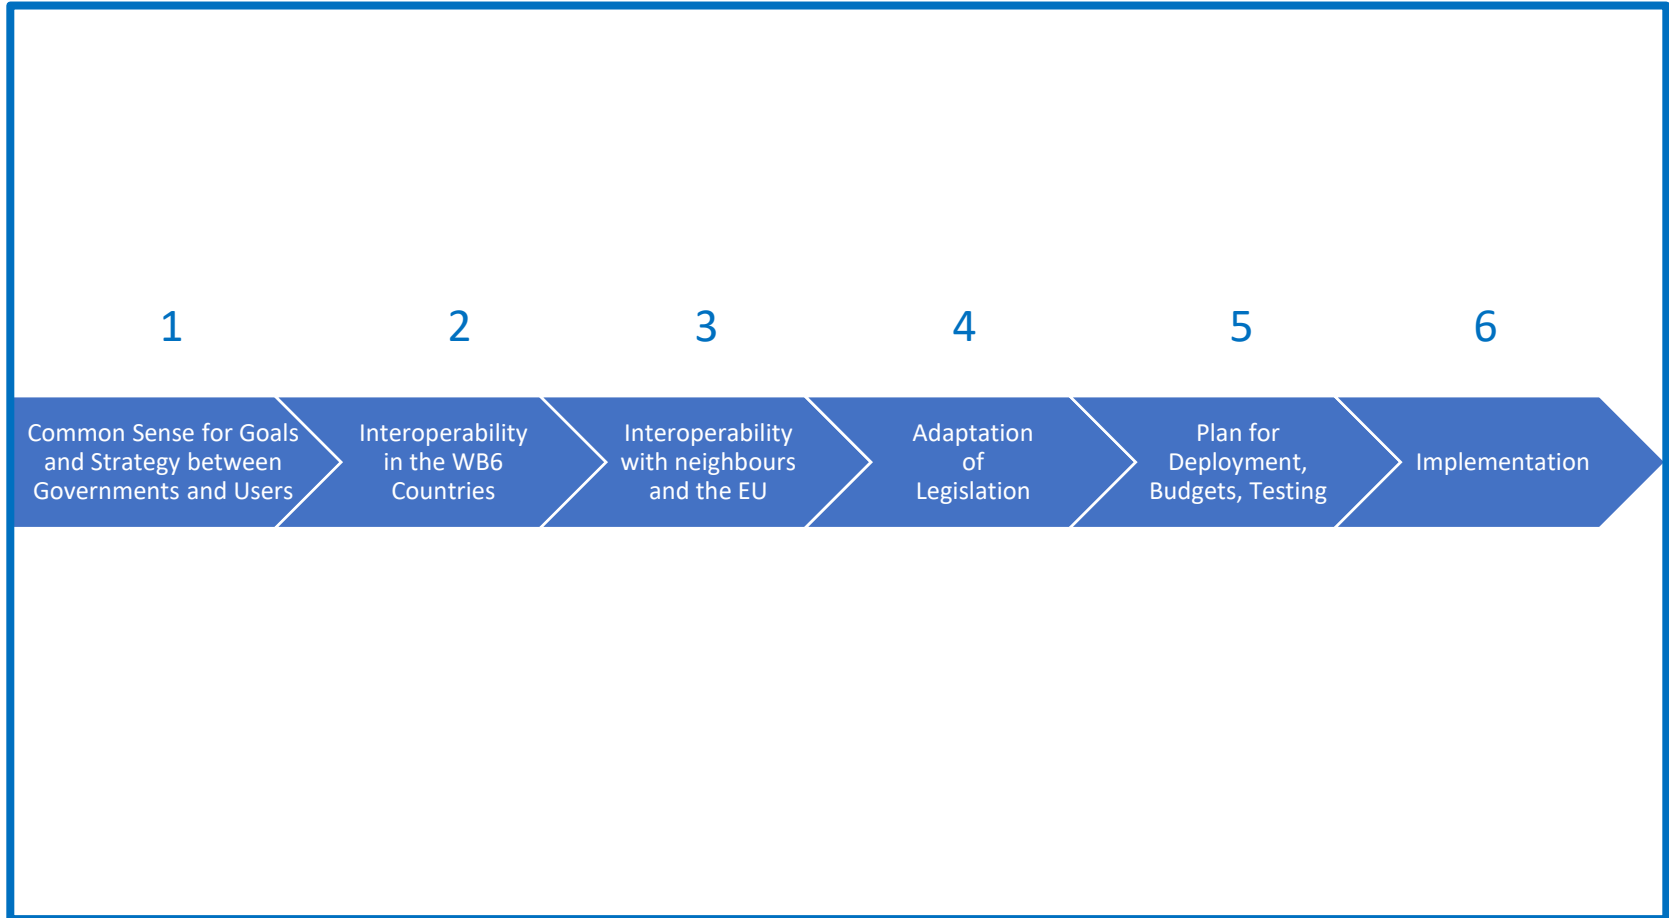 1
2
3
4
5
6
Common Sense for Goals
and Strategy between
Governments and Users
Interoperability
in the WB6
Countries
Interoperability
with neighbours
and the EU
Adaptation
of
Legislation
Plan for
Deployment,
Budgets, Testing
Implementation